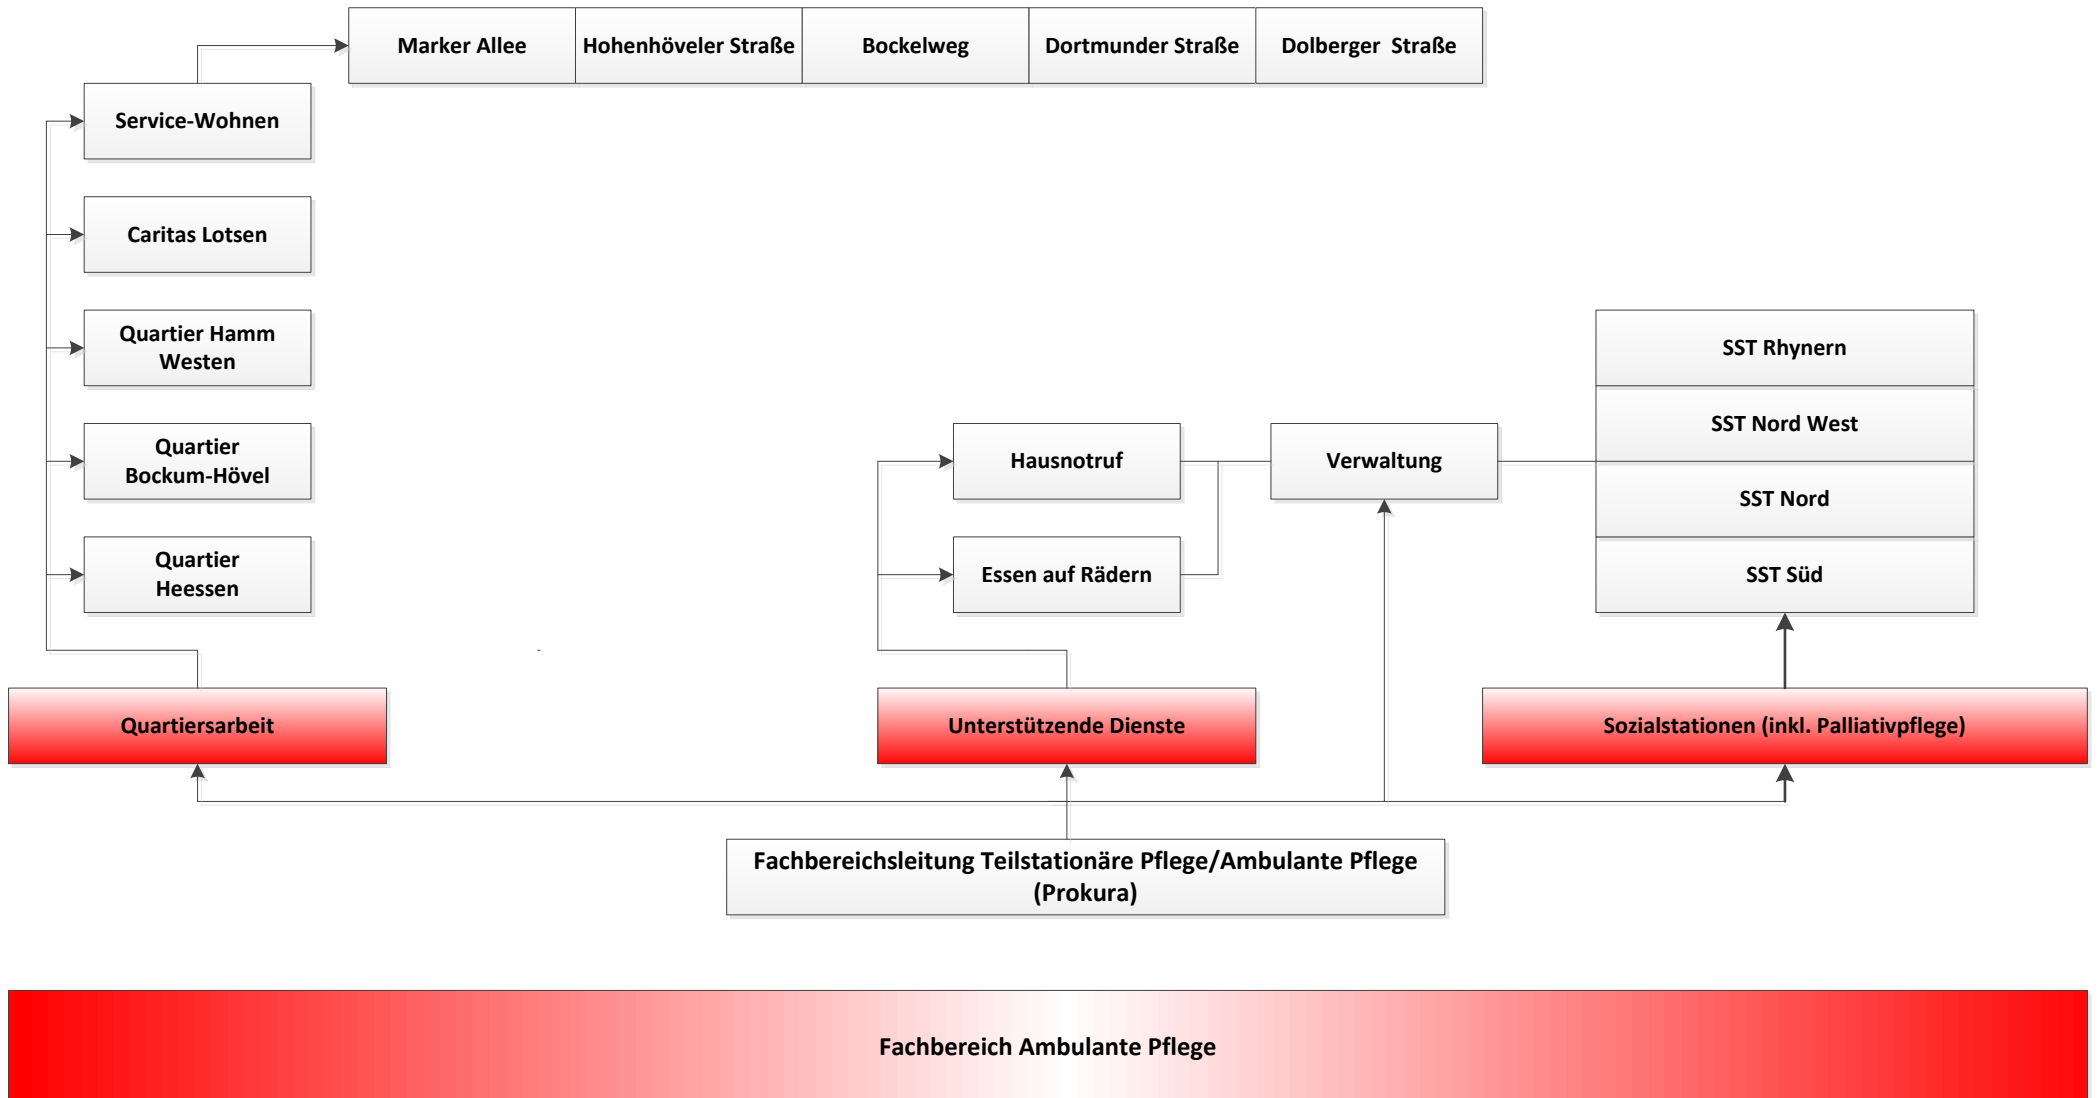 Marker Allee
Hohenhöveler Straße
Bockelweg
Dortmunder Straße
Dolberger Straße
Service-Wohnen
Caritas Lotsen
Quartier Hamm
Westen
Quartier
Bockum-Hövel
Quartier
Heessen
Hausnotruf
Essen auf Rädern
Verwaltung
SST Rhynern
SST Nord West
SST Nord
SST Süd
Quartiersarbeit
Unterstützende Dienste
Sozialstationen (inkl. Palliativpflege)
Fachbereichsleitung Teilstationäre Pflege/Ambulante Pflege
(Prokura)
Fachbereich Ambulante Pflege